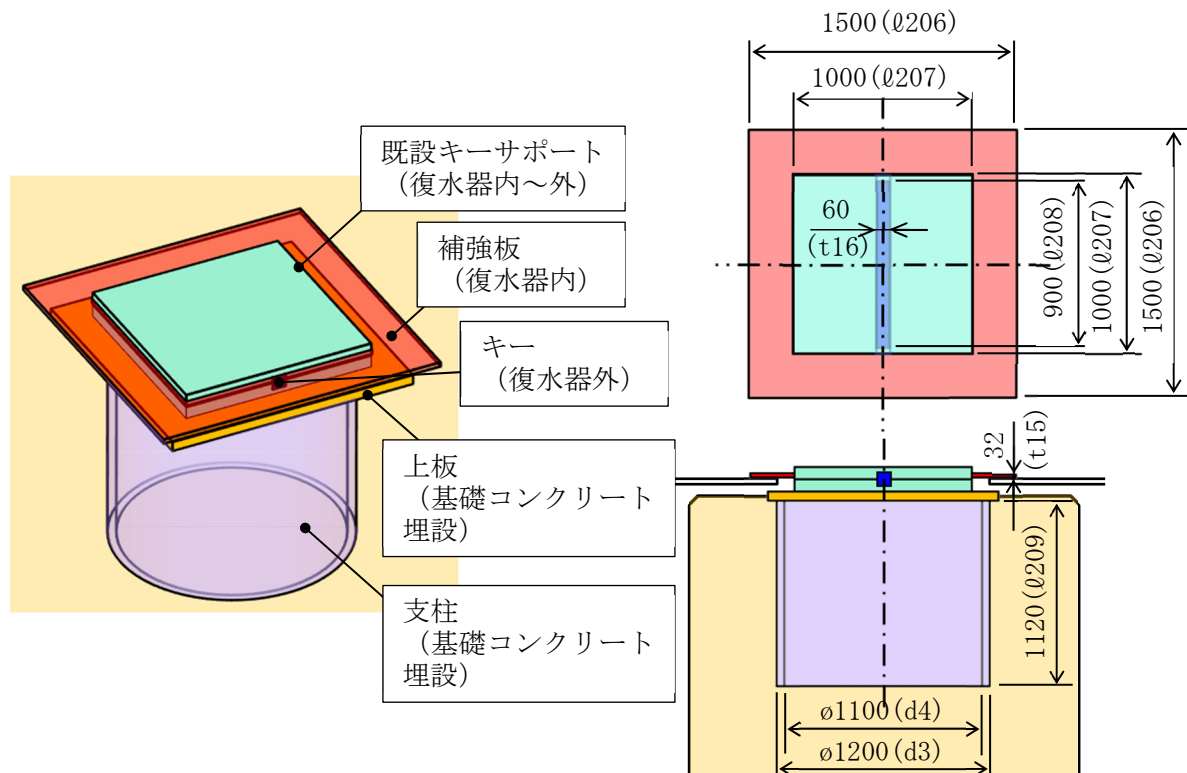 既設キーサポート
（復水器内～外）
補強板
（復水器内）
キー
（復水器外）
上板
（基礎コンクリート
埋設）
支柱
（基礎コンクリート
埋設）
1500(ℓ206)
1000(ℓ207)
60
(t16)
900(ℓ208)
1000(ℓ207)
1500(ℓ206)
32
(t15)
1120(ℓ209)
ø1100(d4)
ø1200(d3)